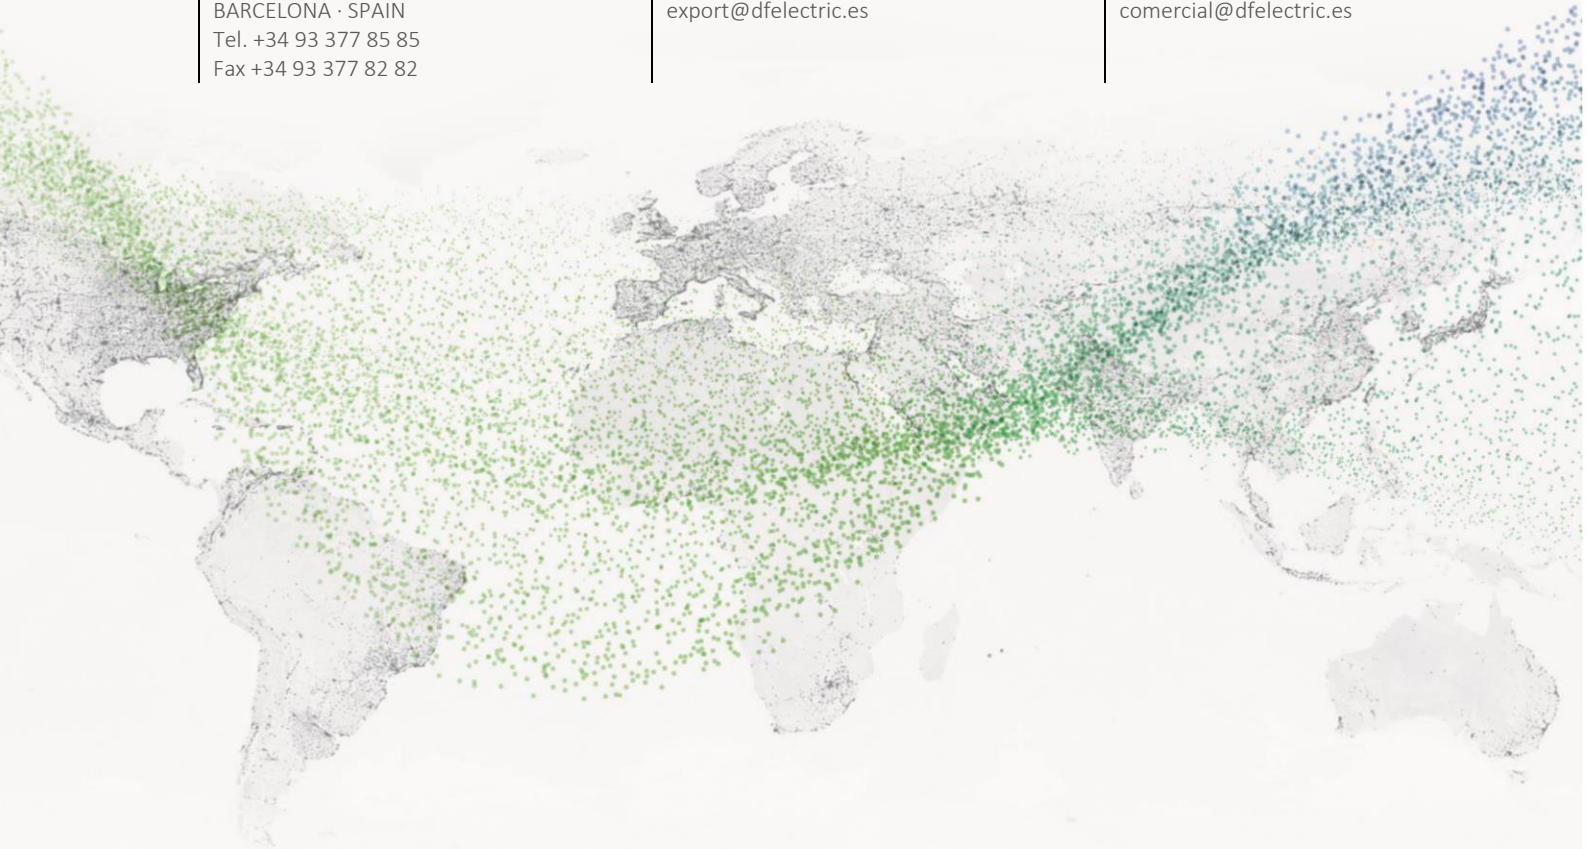 BARCELONA · SPAIN
Tel. +34 93 377 85 85
Fax +34 93 377 82 82
export@dfelectric.es
comercial@dfelectric.es